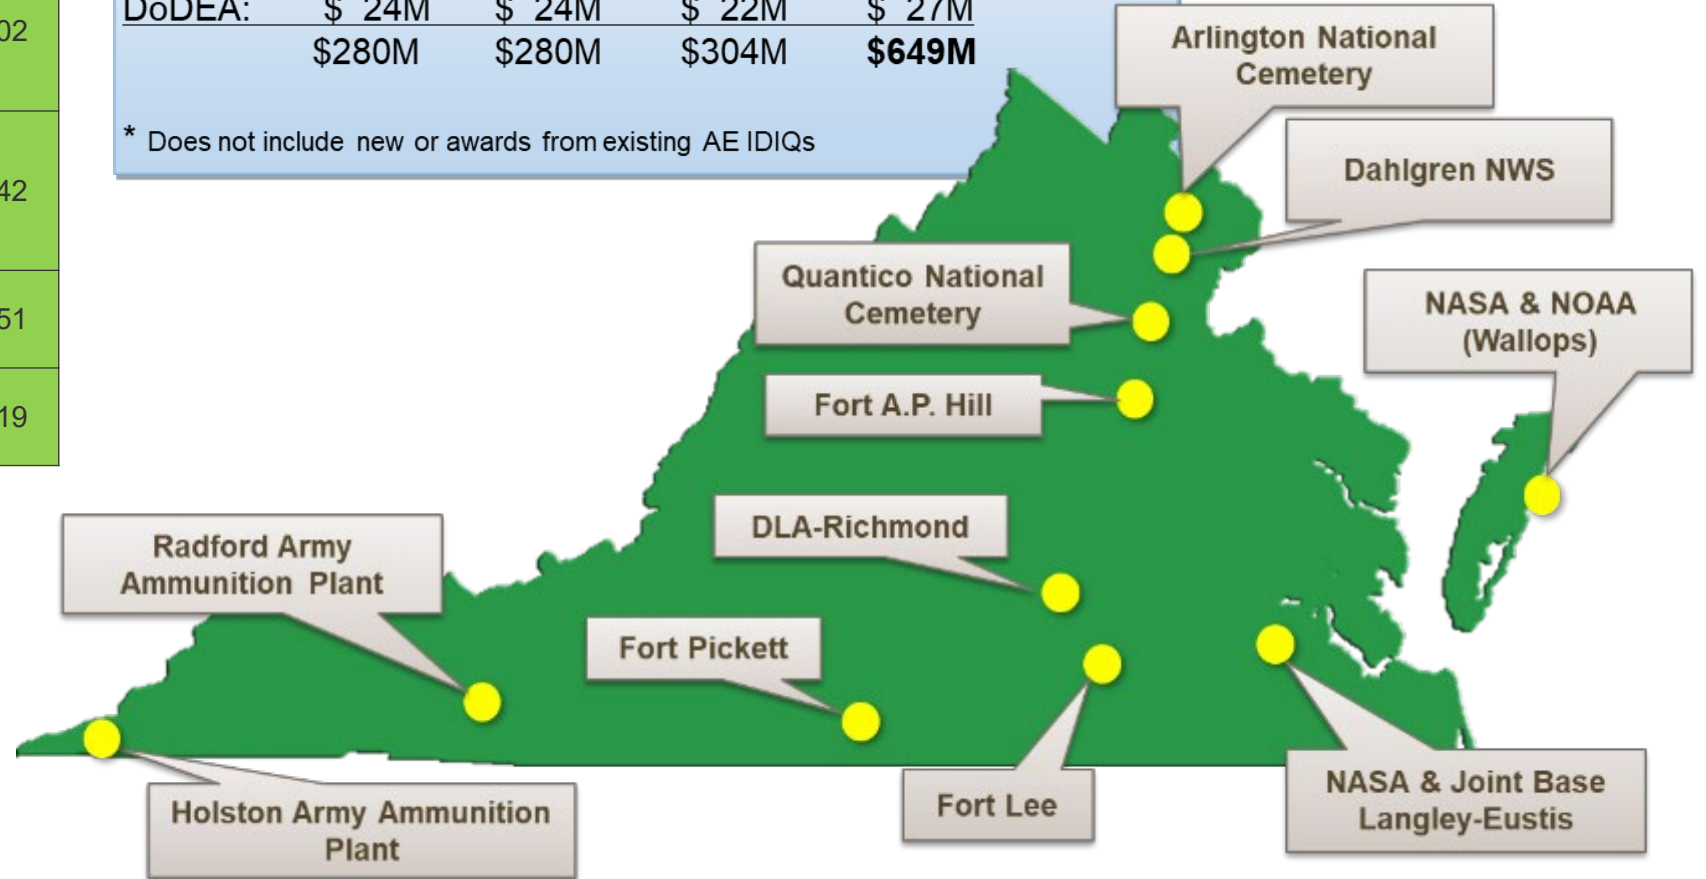 02
42
51
19
DoDEA: $ 24M $ 24M $ 22M $ 27M
$280M $280M $304M $649M
* Does not include new or awards from existing AE IDIQs
Arlington National
Cemetery
Dahlgren NWS
Quantico National
Cemetery
NASA & NOAA
(Wallops)
Fort A.P. Hill
DLA-Richmond
Radford Army
Ammunition Plant
Fort Pickett
Holston Army Ammunition
Plant
Fort Lee
NASA & Joint Base
Langley-Eustis